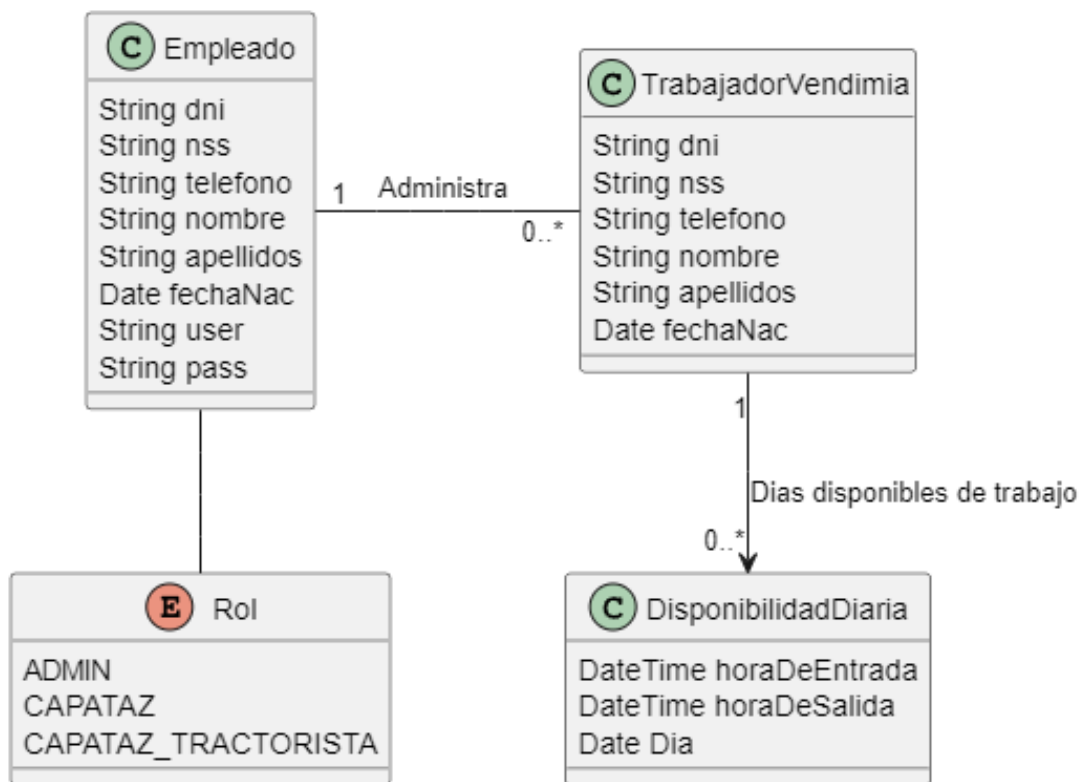 C Empleado
String dni
String nss
String telefono
String nombre
String apellidos
Date fechaNac
String user
String pass
1 Administra
0..*
C TrabajadorVendimia
String dni
String nss
String telefono
String nombre
String apellidos
Date fechaNac
1
Dias disponibles de trabajo
0..*
E Rol
ADMIN
CAPATAZ
CAPATAZ_TRACTORISTA
C DisponibilidadDiaria
DateTime horaDeEntrada
DateTime horaDeSalida
Date Dia